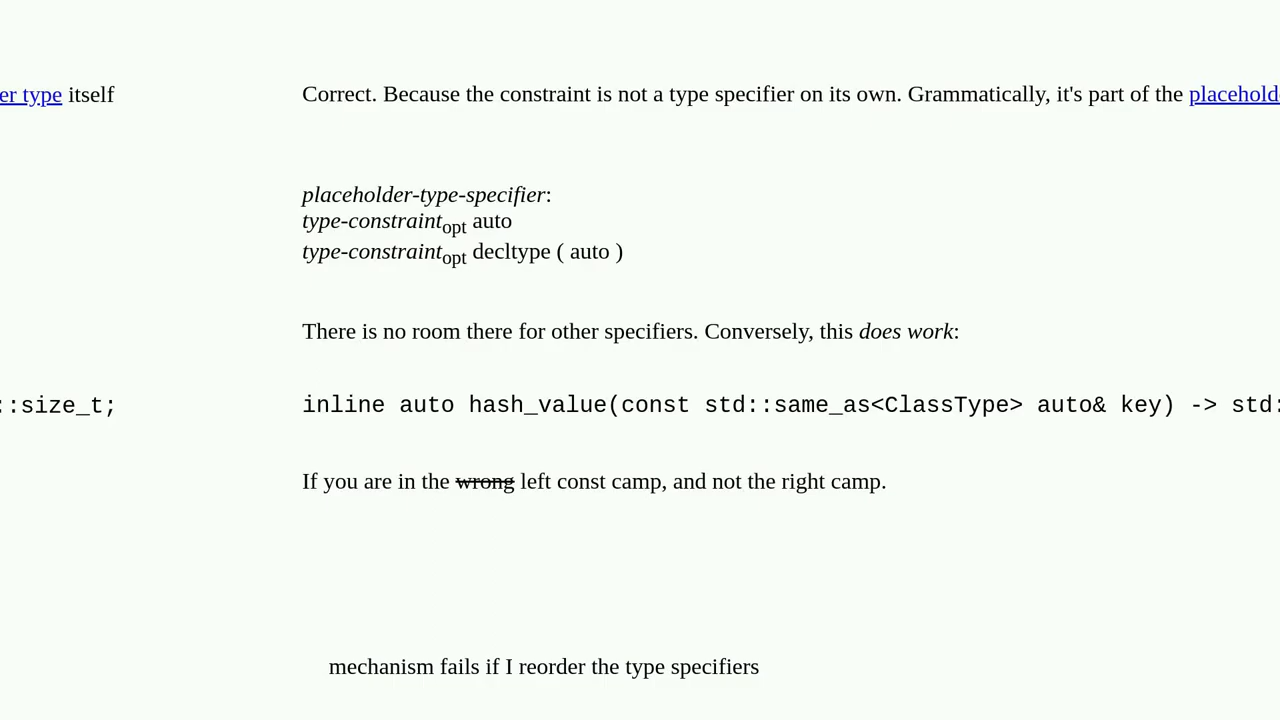 er type itself
Correct. Because the constraint is not a type specifier on its own. Grammatically, it's part of the placehold
placeholder-type-specifier:
type-constraintopt auto
type-constraintopt decltype ( auto )
There is no room there for other specifiers. Conversely, this does work:
::size_t;
inline auto hash_value(const std::same_as<ClassType> auto& key) -> std:
If you are in the wrong left const camp, and not the right camp.
mechanism fails if I reorder the type specifiers